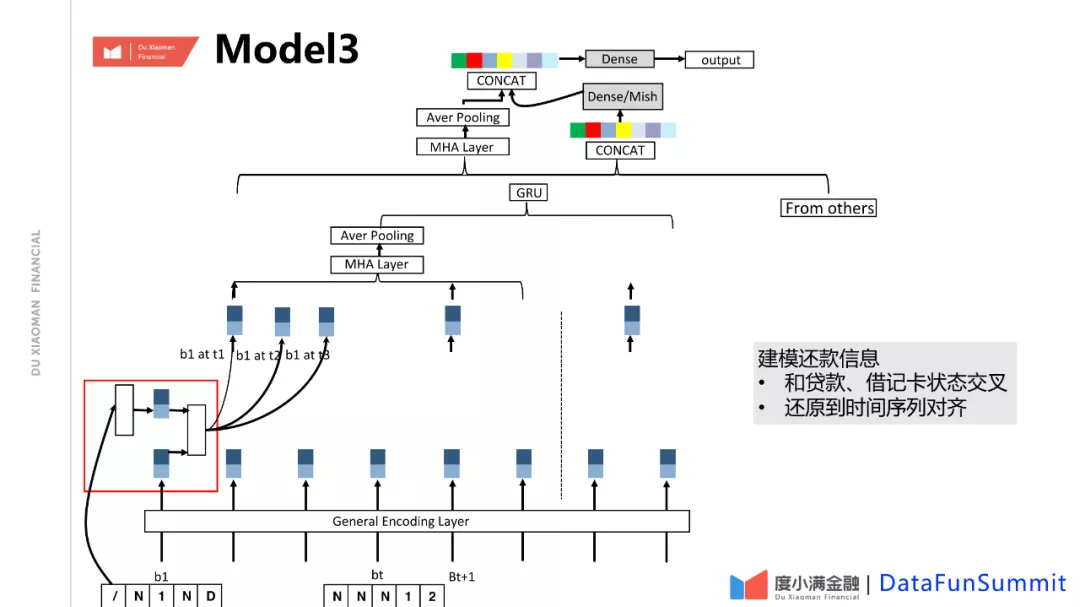 Du Xiaoman
Financial
Model3
Dense
output
CONCAT
Dense/Mish
Aver Pooling
MHA Layer
CONCAT
GRU
From others
Aver Pooling
MHA Layer
DU XIAOMAN FINANCIAL
b1 at t1 b1 at t2 b1 at t3
建模还款信息
• 和贷款、借记卡状态交叉
• 还原到时间序列对齐
General Encoding Layer
b1 bt Bt+1
/ N 1 N D N N N 1 2
度小满金融 | DataFunSummit
Du Xiaoman Financial